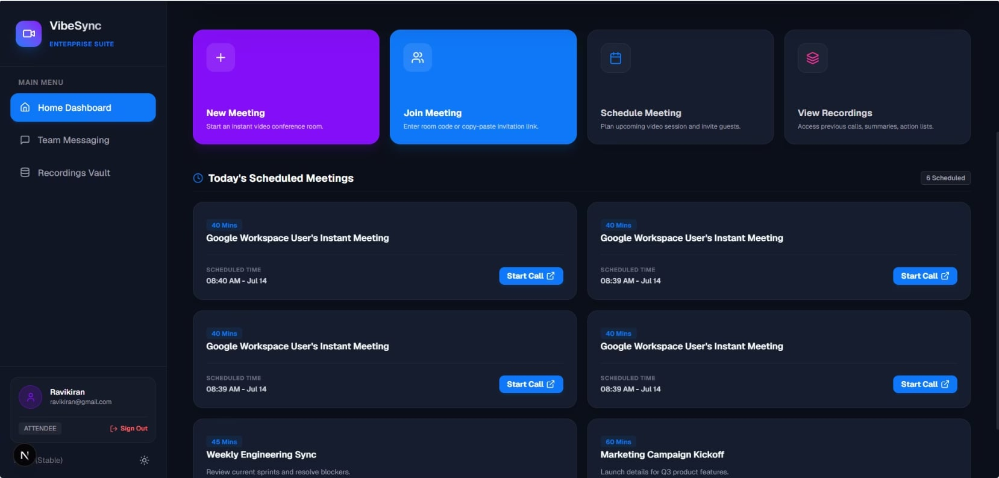 VibeSync
ENTERPRISE SUITE
MAIN MENU
Home Dashboard
Team Messaging
Recordings Vault
Ravikiran
ravikiran@gmail.com
ATTENDEE
Sign Out
N
(Stable)
New Meeting
Start an instant video conference room.
Join Meeting
Enter room code or copy-paste invitation link.
Schedule Meeting
Plan upcoming video session and invite guests.
View Recordings
Access previous calls, summaries, action lists.
Today's Scheduled Meetings
6 Scheduled
40 Mins
Google Workspace User's Instant Meeting
SCHEDULED TIME
08:40 AM - Jul 14
Start Call
40 Mins
Google Workspace User's Instant Meeting
SCHEDULED TIME
08:39 AM - Jul 14
Start Call
40 Mins
Google Workspace User's Instant Meeting
SCHEDULED TIME
08:39 AM - Jul 14
Start Call
40 Mins
Google Workspace User's Instant Meeting
SCHEDULED TIME
08:39 AM - Jul 14
Start Call
45 Mins
Weekly Engineering Sync
Review current sprints and resolve blockers.
60 Mins
Marketing Campaign Kickoff
Launch details for Q3 product features.